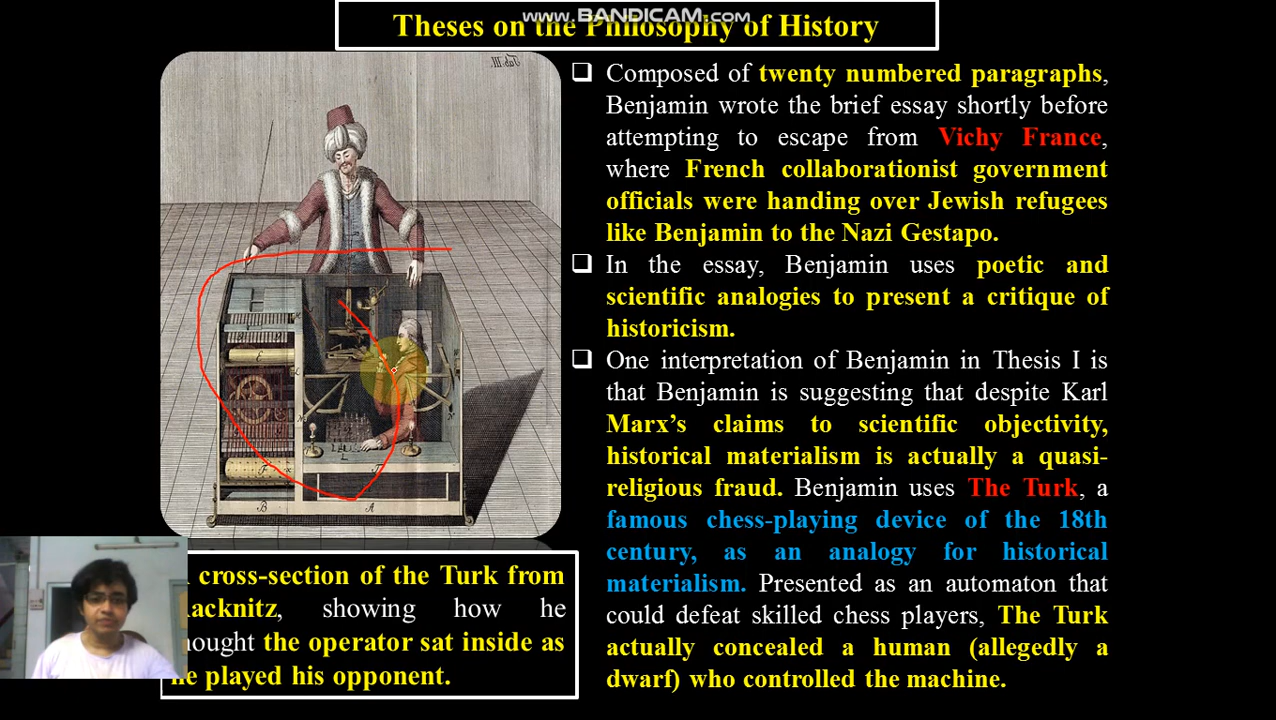 www.BANDICAM.com
Theses on the Philosophy of History
Tab.III.
Composed of twenty numbered paragraphs,
Benjamin wrote the brief essay shortly before
attempting to escape from Vichy France,
where French collaborationist government
officials were handing over Jewish refugees
like Benjamin to the Nazi Gestapo.
In the essay, Benjamin uses poetic and
scientific analogies to present a critique of
historicism.
One interpretation of Benjamin in Thesis I is
that Benjamin is suggesting that despite Karl
Marx’s claims to scientific objectivity,
historical materialism is actually a quasi-
religious fraud. Benjamin uses The Turk, a
famous chess-playing device of the 18th
century, as an analogy for historical
materialism. Presented as an automaton that
could defeat skilled chess players, The Turk
actually concealed a human (allegedly a
dwarf) who controlled the machine.
cross-section of the Turk from
acknitz, showing how he
hought the operator sat inside as
he played his opponent.